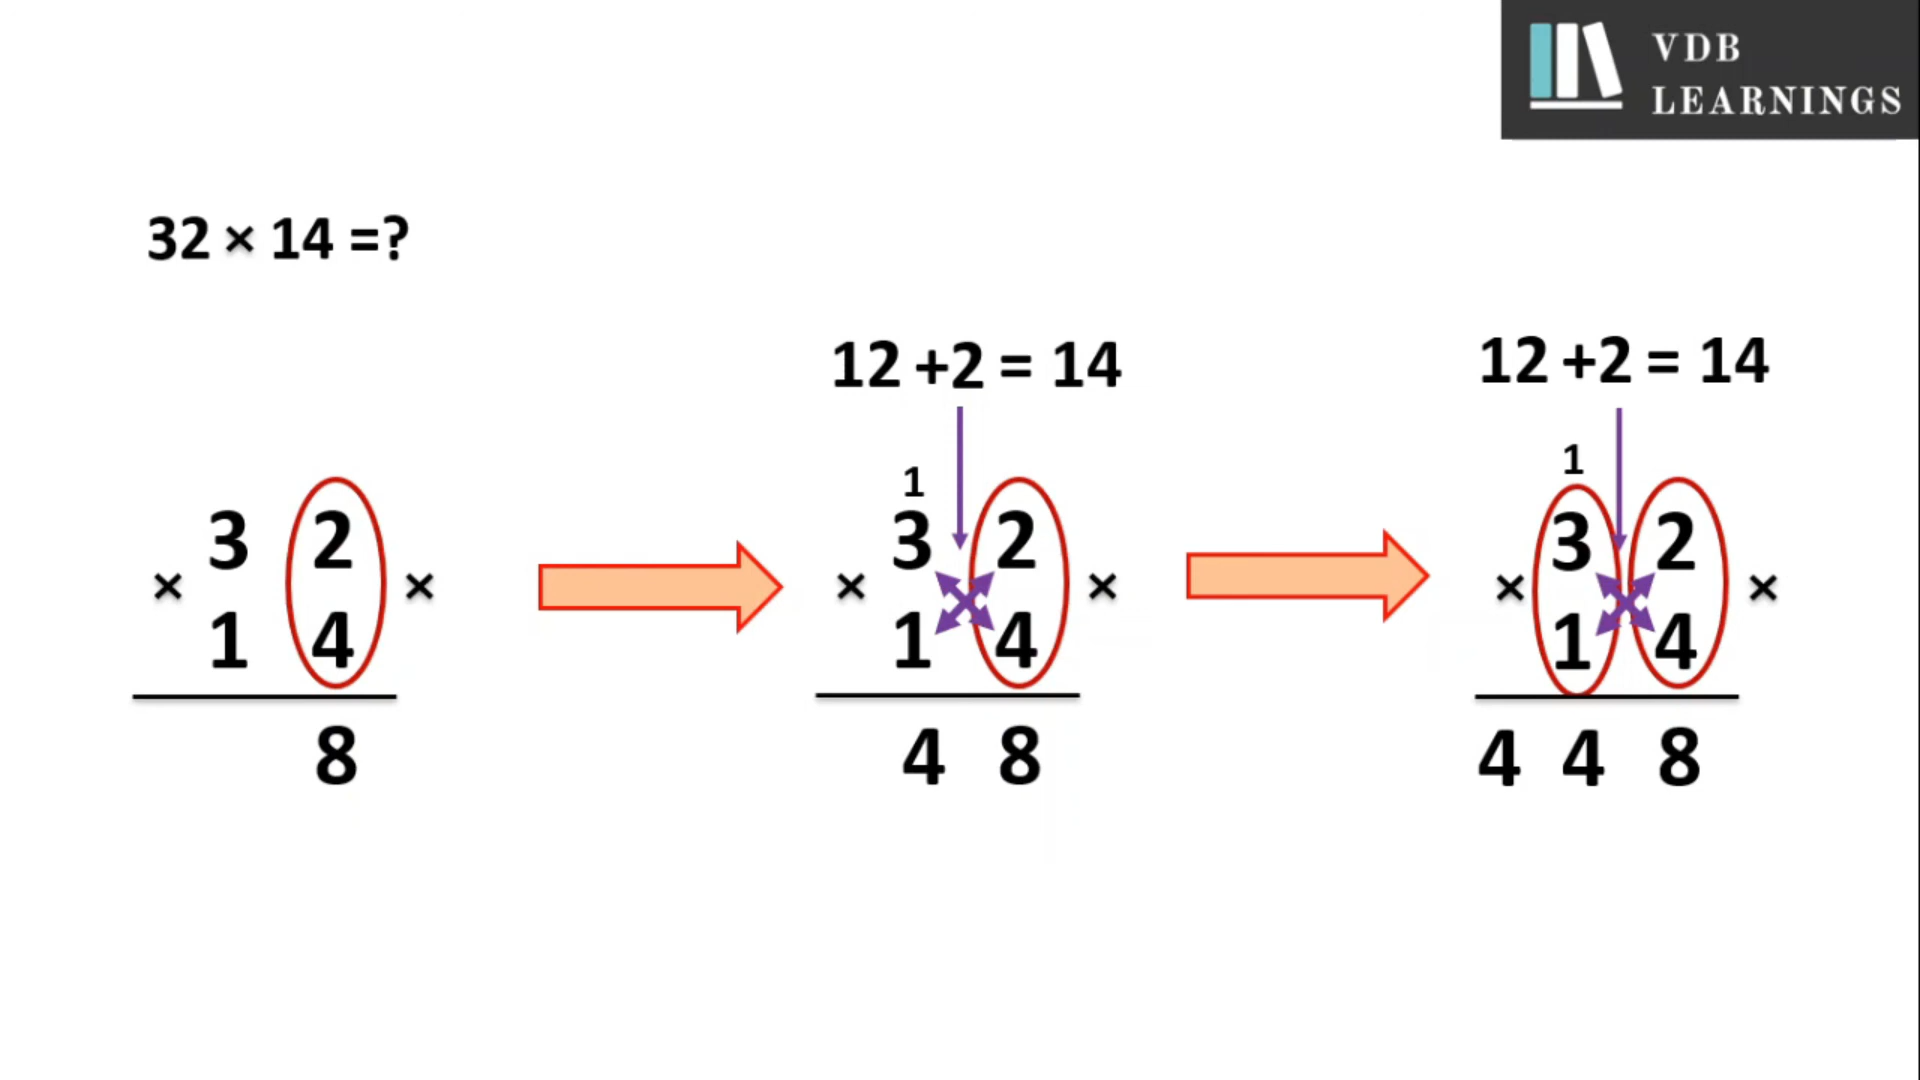 VDB
LEARNINGS
32 × 14 =?
12 +2 = 14
1
3 2
× ×
1 4
8
12 +2 = 14
1
3 2
× ×
1 4
4 8
1
3 2
× ×
1 4
4 4 8